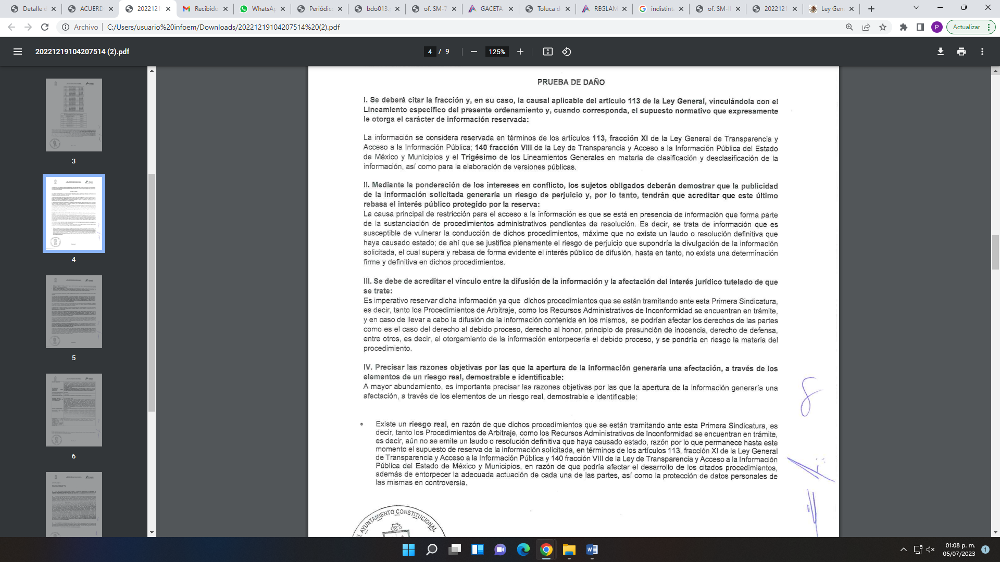 Detalle d
ACUERD
2022121
Recibido
WhatsAp
Periódic
bdo013.
of. SM-7
GACETA
Toluca d
REGLAM
indistint
of. SM-II
2022121
Ley Gen
Archivo
C:/Users/usuario%20infoem/Downloads/20221219104207514%20(2).pdf
P
Actualizar
20221219104207514 (2).pdf
4 / 9
125%
3
4
5
6
PRUEBA DE DAÑO
I. Se deberá citar la fracción y, en su caso, la causal aplicable del artículo 113 de la Ley General, vinculándola con el
Lineamiento específico del presente ordenamiento y, cuando corresponda, el supuesto normativo que expresamente
le otorga el carácter de información reservada:
La información se considera reservada en términos de los artículos 113, fracción XI de la Ley General de Transparencia y
Acceso a la Información Pública; 140 fracción VIII de la Ley de Transparencia y Acceso a la Información Pública del Estado
de México y Municipios y el Trigésimo de los Lineamientos Generales en materia de clasificación y desclasificación de la
información, así como para la elaboración de versiones públicas.
II. Mediante la ponderación de los intereses en conflicto, los sujetos obligados deberán demostrar que la publicidad
de la información solicitada generaría un riesgo de perjuicio y, por lo tanto, tendrán que acreditar que este último
rebasa el interés público protegido por la reserva:
La causa principal de restricción para el acceso a la información es que se está en presencia de información que forma parte
de la sustanciación de procedimientos administrativos pendientes de resolución. Es decir, se trata de información que es
susceptible de vulnerar la conducción de dichos procedimientos, máxime que no existe un laudo o resolución definitiva que
haya causado estado; de ahí que se justifica plenamente el riesgo de perjuicio que supondría la divulgación de la información
solicitada, el cual supera y rebasa de forma evidente el interés público de difusión, hasta en tanto, no exista una determinación
firme y definitiva en dichos procedimientos.
III. Se debe de acreditar el vínculo entre la difusión de la información y la afectación del interés jurídico tutelado de que
se trate:
Es imperativo reservar dicha información ya que dichos procedimientos que se están tramitando ante esta Primera Sindicatura,
es decir, tanto los Procedimientos de Arbitraje, como los Recursos Administrativos de Inconformidad se encuentran en trámite,
y en caso de llevar a cabo la difusión de la información contenida en los mismos, se podrían afectar los derechos de las partes
como es el caso del derecho al debido proceso, derecho al honor, principio de presunción de inocencia, derecho de defensa,
entre otros, es decir, el otorgamiento de la información entorpecería el debido proceso, y se pondría en riesgo la materia del
procedimiento.
IV. Precisar las razones objetivas por las que la apertura de la información generaría una afectación, a través de los
elementos de un riesgo real, demostrable e identificable:
A mayor abundamiento, es importante precisar las razones objetivas por las que la apertura de la información generaría una
afectación, a través de los elementos de un riesgo real, demostrable e identificable:
• Existe un riesgo real, en razón de que dichos procedimientos que se están tramitando ante esta Primera Sindicatura, es
decir, tanto los Procedimientos de Arbitraje, como los Recursos Administrativos de Inconformidad se encuentran en trámite,
es decir, aún no se emite un laudo o resolución definitiva que haya causado estado, razón por lo que permanece hasta este
momento el supuesto de reserva de la información solicitada, en términos de los artículos 113, fracción XI de la Ley General
de Transparencia y Acceso a la Información Pública y 140 fracción VIII de la Ley de Transparencia y Acceso a la Información
Pública del Estado de México y Municipios, en razón de que podría afectar el desarrollo de los citados procedimientos,
además de entorpecer la adecuada actuación de cada una de las partes, así como la protección de datos personales de
las mismas en controversia.
H. AYUNTAMIENTO CONSTITUCIONAL
01:08 p. m.
05/07/2023
1